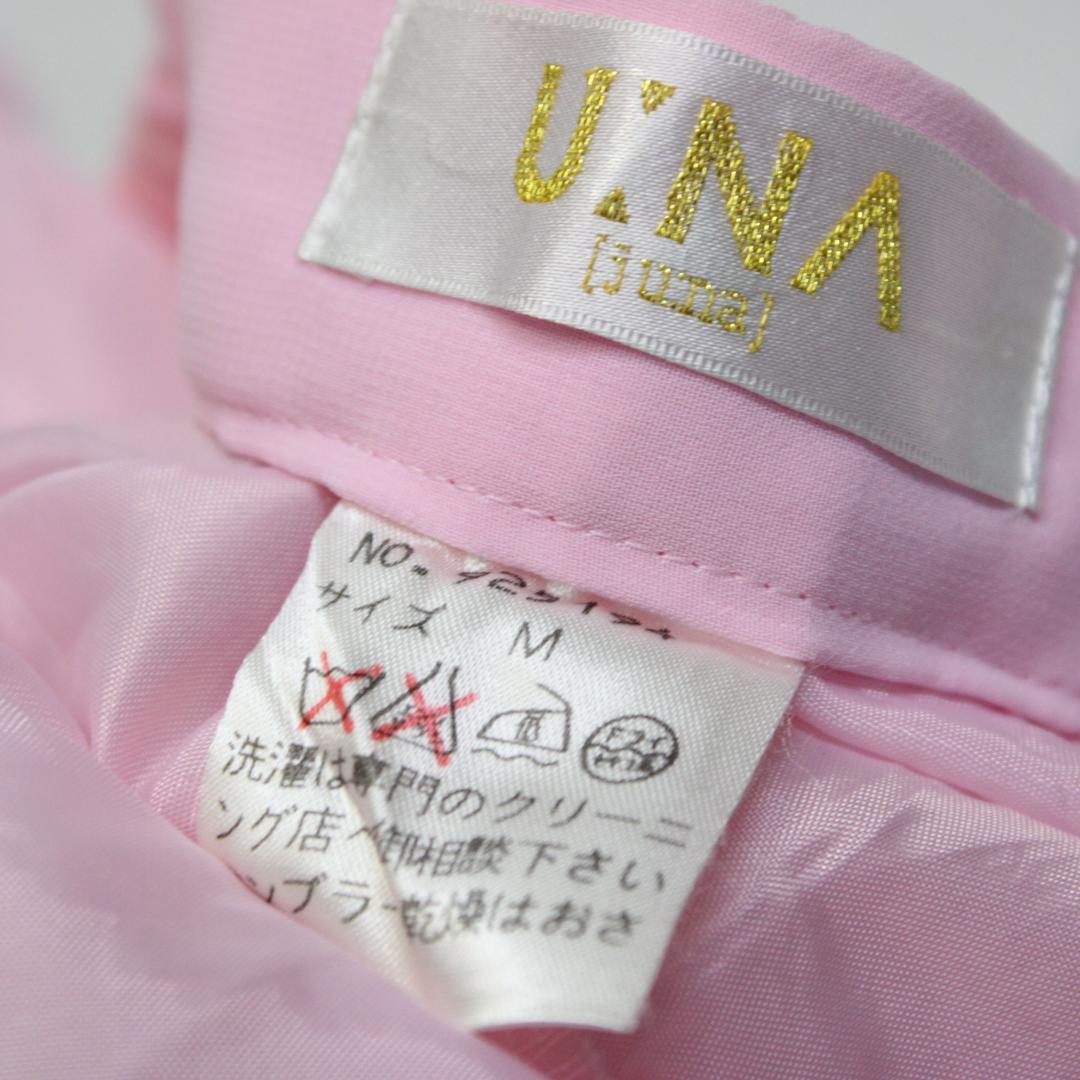 U:NA
[juna]
NO.
サイズ M
洗濯は専門のクリーニ
ング店へ御相談下さい
タンブラー乾燥はおさ